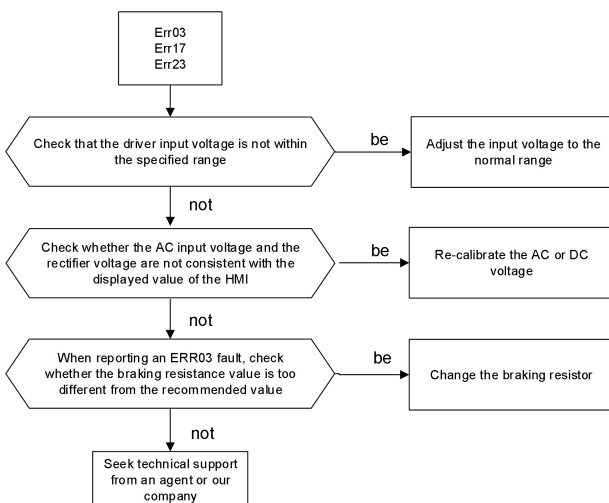 Err03
Err17
Err23
Check that the driver input voltage is not within
the specified range
be
Adjust the input voltage to the
normal range
not
Check whether the AC input voltage and the
rectifier voltage are not consistent with the
displayed value of the HMI
be
Re-calibrate the AC or DC
voltage
not
When reporting an ERR03 fault, check
whether the braking resistance value is too
different from the recommended value
be
Change the braking resistor
not
Seek technical support
from an agent or our
company